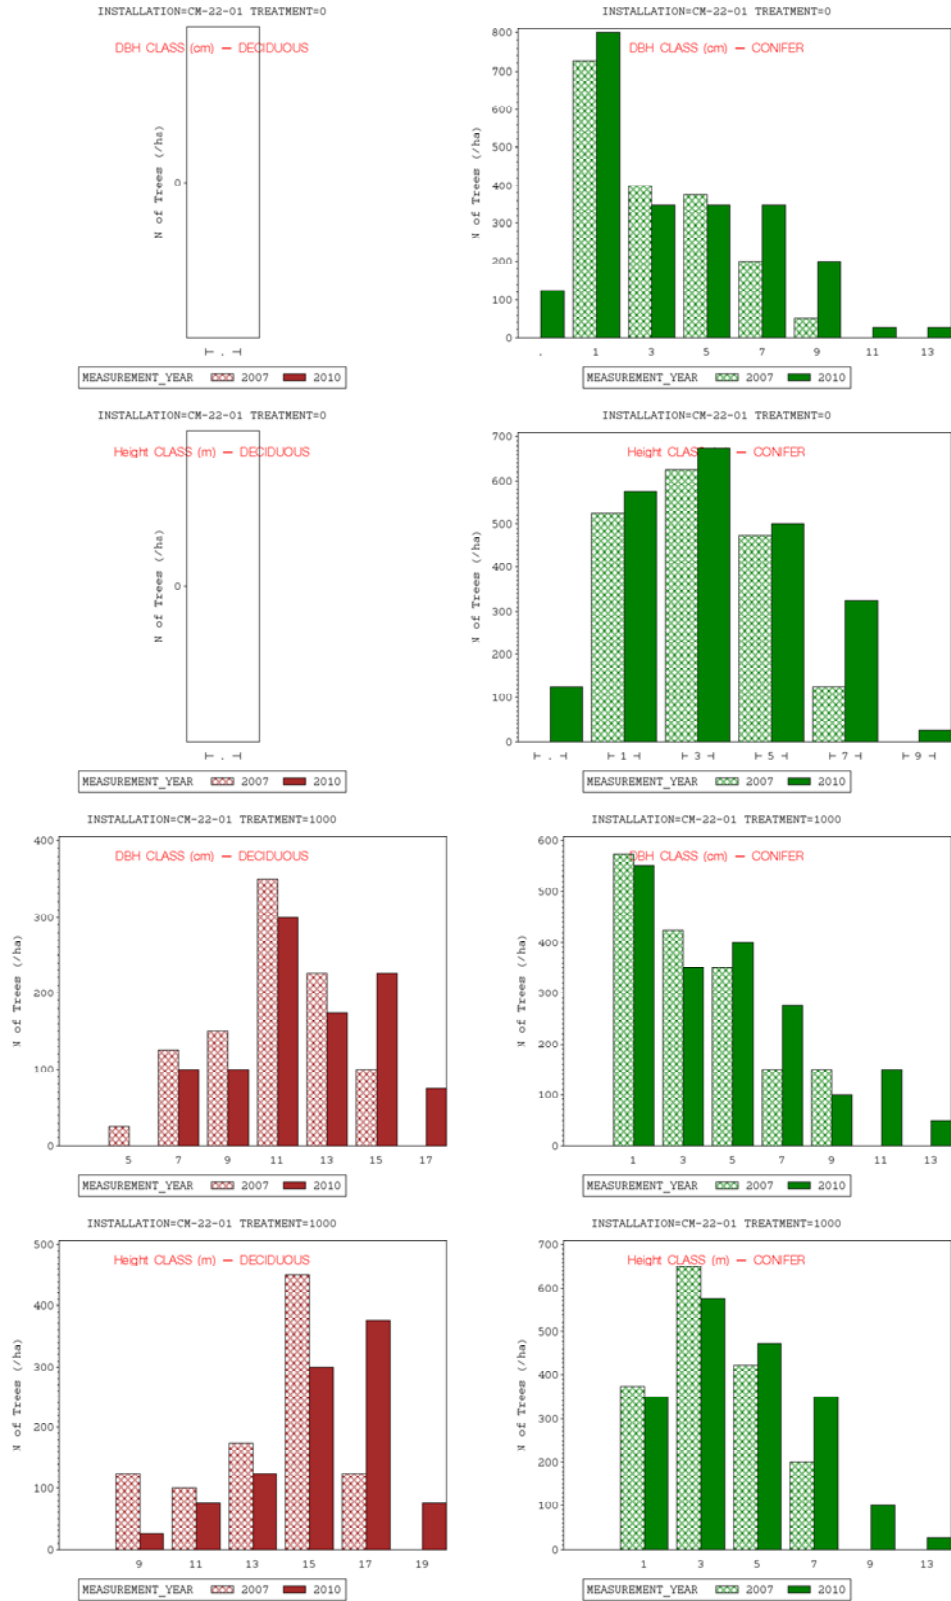 INSTALLATION=CM-22-01 TREATMENT=0
DBH CLASS (cm) — DECIDUOUS
N of Trees (/ha)
0
⊢ . ⊣
MEASUREMENT_YEAR 2007 2010
INSTALLATION=CM-22-01 TREATMENT=0
DBH CLASS (cm) — CONIFER
N of Trees (/ha)
800
700
600
500
400
300
200
100
0
. 1 3 5 7 9 11 13
MEASUREMENT_YEAR 2007 2010
INSTALLATION=CM-22-01 TREATMENT=0
Height CLASS (m) — DECIDUOUS
N of Trees (/ha)
0
⊢ . ⊣
MEASUREMENT_YEAR 2007 2010
INSTALLATION=CM-22-01 TREATMENT=0
Height CLAS — CONIFER
N of Trees (/ha)
700
600
500
400
300
200
100
0
⊢ . ⊣ ⊢ 1 ⊣ ⊢ 3 ⊣ ⊢ 5 ⊣ ⊢ 7 ⊣ ⊢ 9 ⊣
MEASUREMENT_YEAR 2007 2010
INSTALLATION=CM-22-01 TREATMENT=1000
DBH CLASS (cm) — DECIDUOUS
N of Trees (/ha)
400
300
200
100
0
5 7 9 11 13 15 17
MEASUREMENT_YEAR 2007 2010
INSTALLATION=CM-22-01 TREATMENT=1000
DBH CLASS (cm) — CONIFER
N of Trees (/ha)
600
500
400
300
200
100
0
1 3 5 7 9 11 13
MEASUREMENT_YEAR 2007 2010
INSTALLATION=CM-22-01 TREATMENT=1000
Height CLASS (m) — DECIDUOUS
N of Trees (/ha)
500
400
300
200
100
0
9 11 13 15 17 19
MEASUREMENT_YEAR 2007 2010
INSTALLATION=CM-22-01 TREATMENT=1000
Height CLASS (m) — CONIFER
N of Trees (/ha)
700
600
500
400
300
200
100
0
1 3 5 7 9 13
MEASUREMENT_YEAR 2007 2010